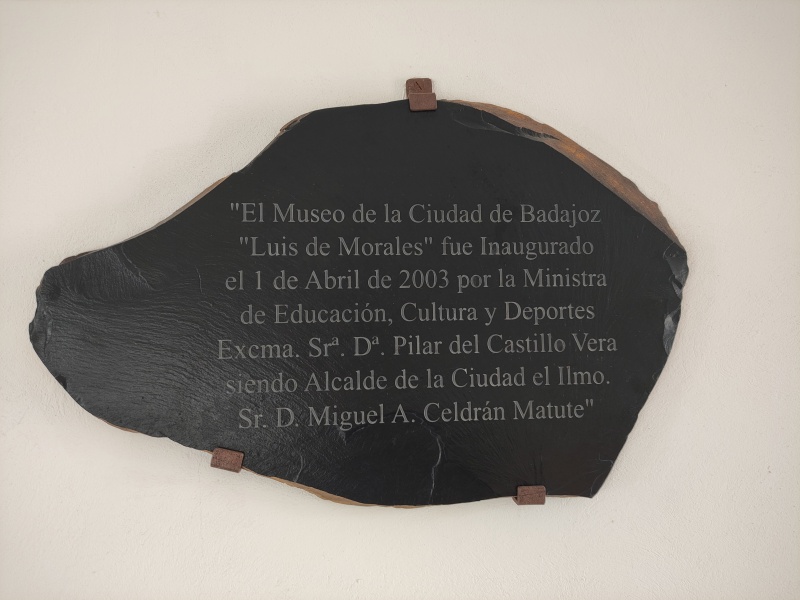 "El Museo de la Ciudad de Badajoz
"Luis de Morales" fue Inaugurado
el 1 de Abril de 2003 por la Ministra
de Educación, Cultura y Deportes
Excma. Srª. Dª. Pilar del Castillo Vera
siendo Alcalde de la Ciudad el Ilmo.
Sr. D. Miguel A. Celdrán Matute"